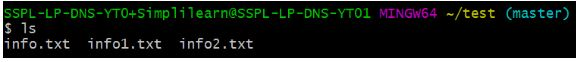 SSPL-LP-DNS-YT0+Simplilearn@SSPL-LP-DNS-YT01 MINGW64 ~/test (master)
$ ls
info.txt  info1.txt  info2.txt